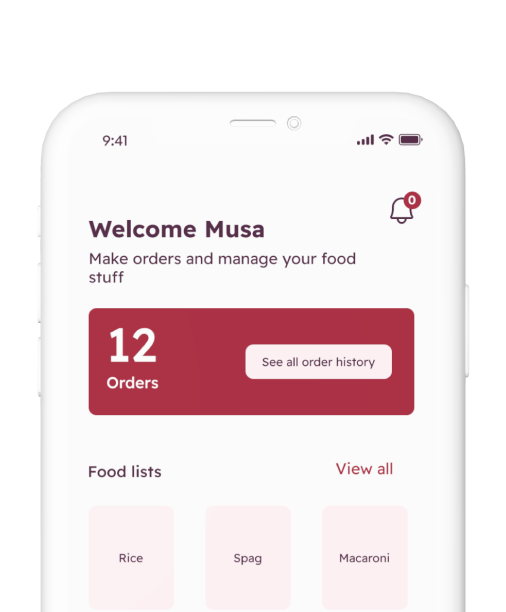 9:41
0
Welcome Musa
Make orders and manage your food
stuff
12
Orders
See all order history
Food lists
View all
Rice
Spag
Macaroni